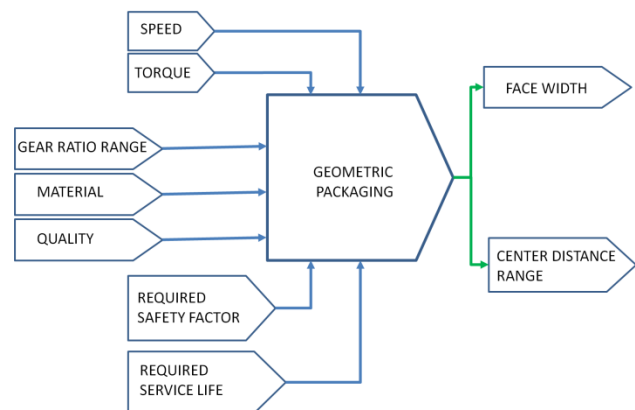 SPEED
TORQUE
FACE WIDTH
GEAR RATIO RANGE
GEOMETRIC
PACKAGING
MATERIAL
QUALITY
CENTER DISTANCE
RANGE
REQUIRED
SAFETY FACTOR
REQUIRED
SERVICE LIFE